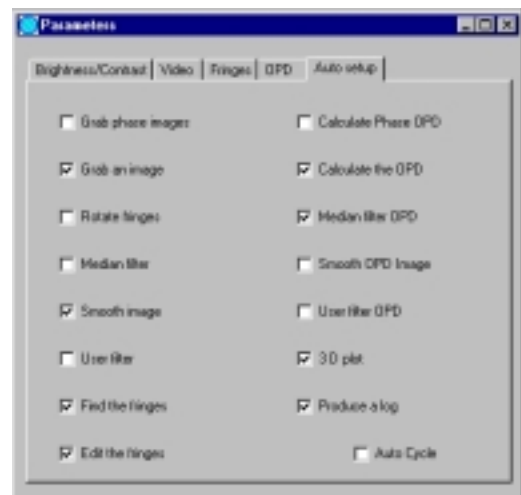 Parameters
Brightness/Contrast Video Fringes OPD Auto setup
Grab phase images
Calculate Phase OPD
Grab an image
Calculate the OPD
Rotate fringes
Median filter OPD
Median filter
Smooth OPD Image
Smooth image
User filter OPD
User filter
3D plot
Find the fringes
Produce a log
Edit the fringes
Auto Cycle